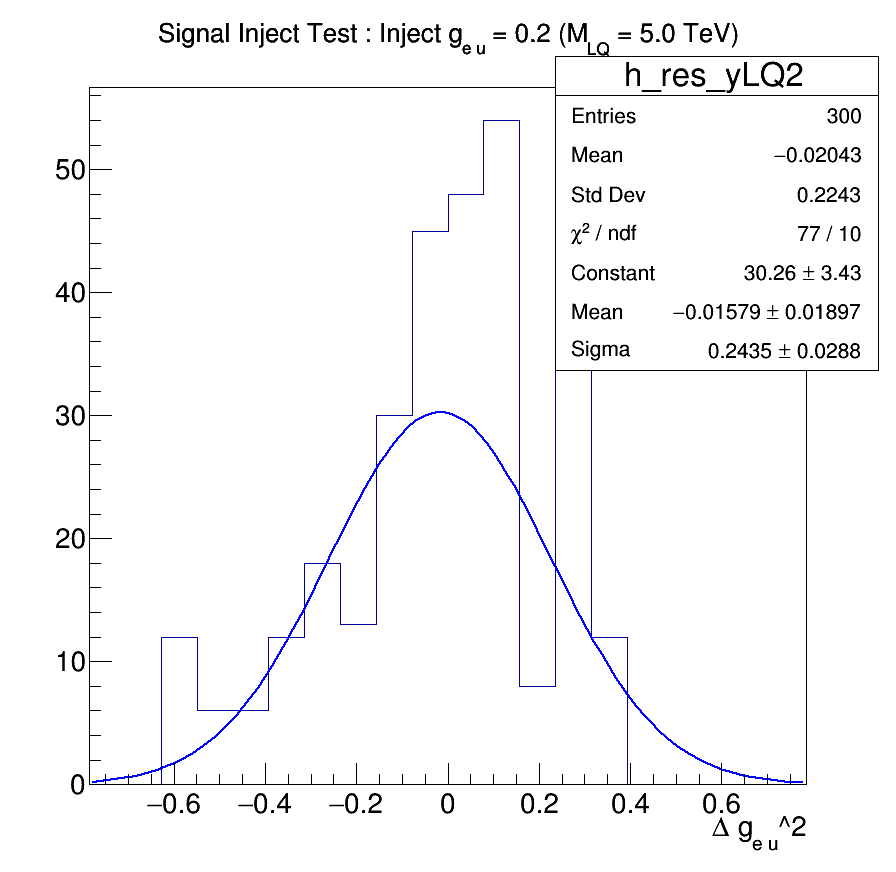 Signal Inject Test : Inject g_e u = 0.2 (M_LQ = 5.0 TeV)
h_res_yLQ2
Entries 300
Mean −0.02043
Std Dev 0.2243
χ² / ndf 77 / 10
Constant 30.26 ± 3.43
Mean −0.01579 ± 0.01897
Sigma 0.2435 ± 0.0288
50
40
30
20
10
0
−0.6 −0.4 −0.2 0 0.2 0.4 0.6
Δ g_e u^2